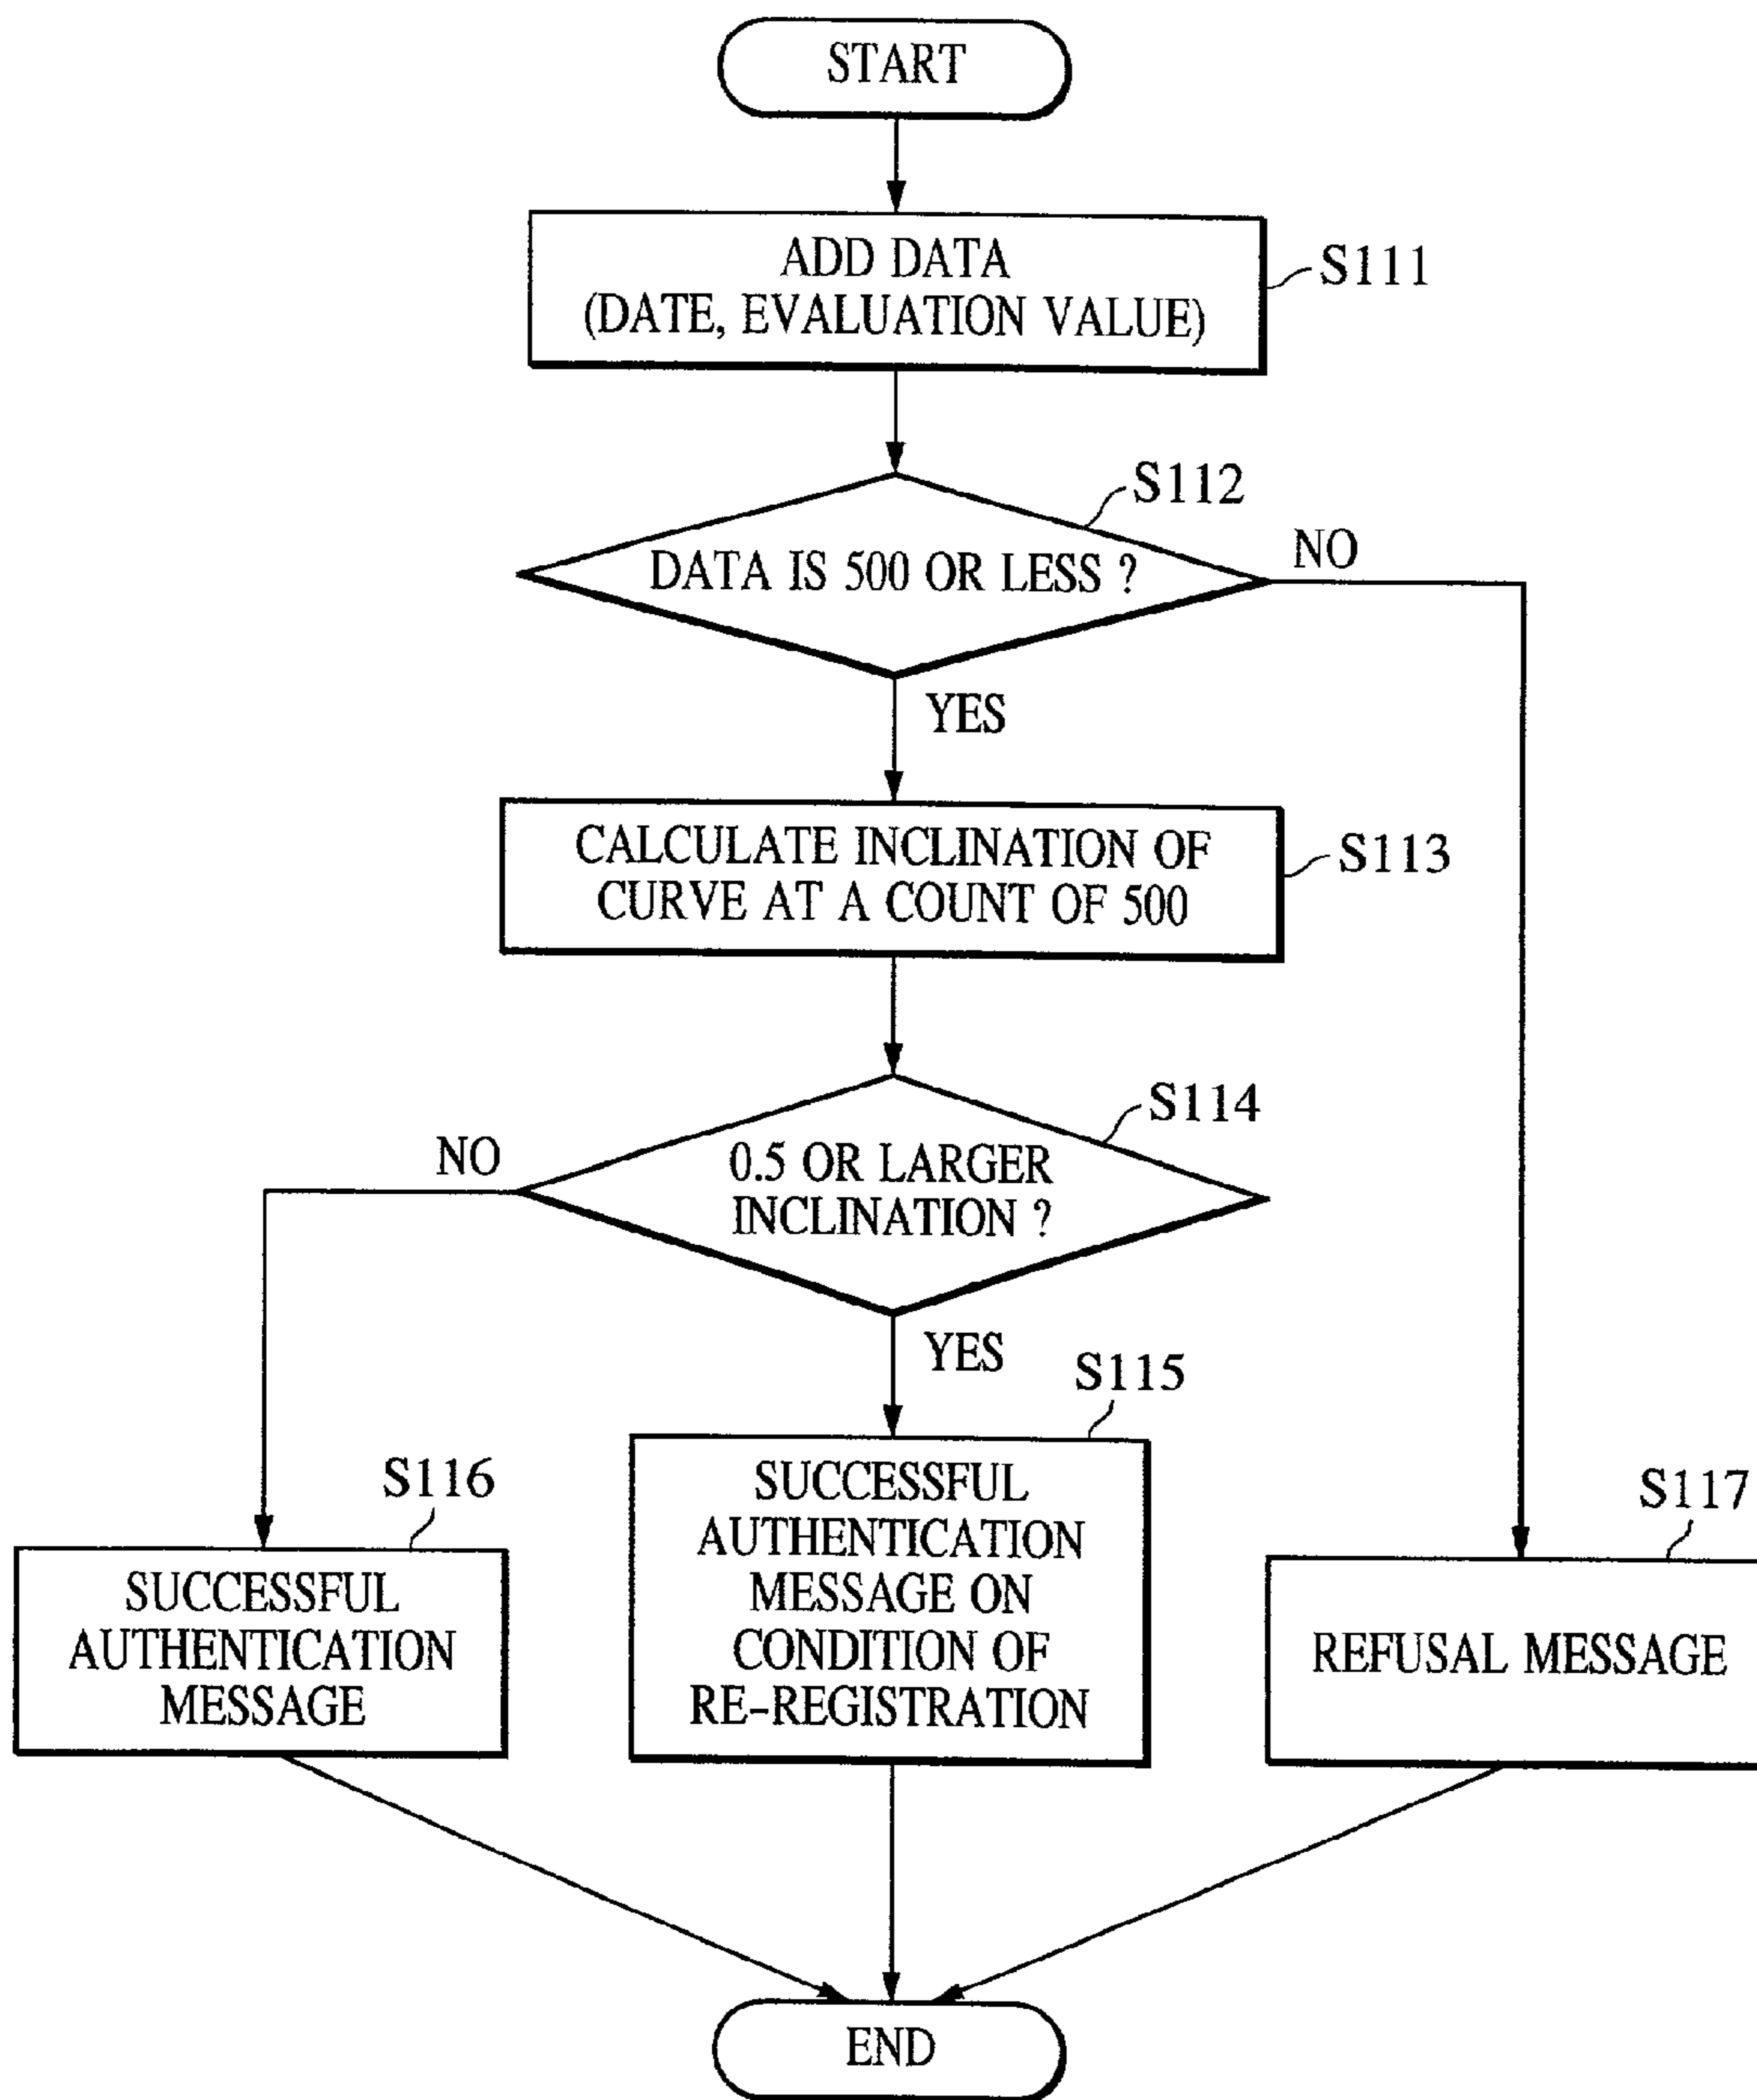 START
ADD DATA
(DATE, EVALUATION VALUE)
S111
S112
DATA IS 500 OR LESS ?
NO
YES
CALCULATE INCLINATION OF
CURVE AT A COUNT OF 500
S113
S114
NO
0.5 OR LARGER
INCLINATION ?
YES
S115
S116
S117
SUCCESSFUL
AUTHENTICATION
MESSAGE
SUCCESSFUL
AUTHENTICATION
MESSAGE ON
CONDITION OF
RE-REGISTRATION
REFUSAL MESSAGE
END